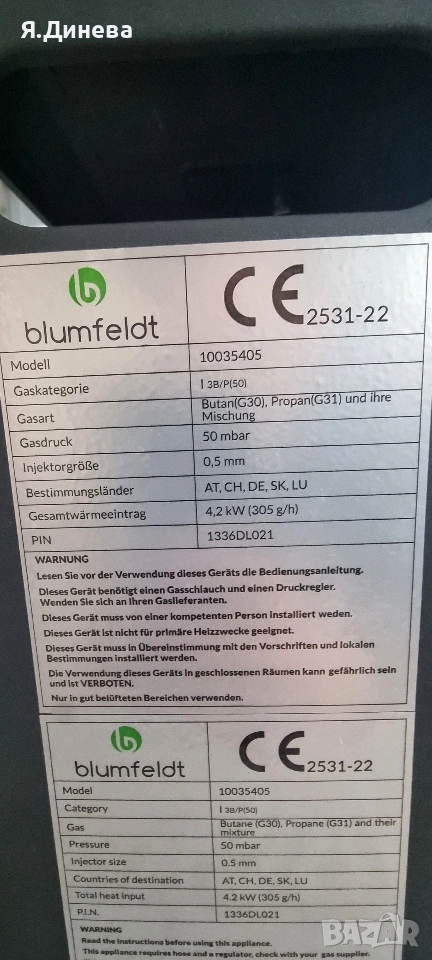 Я.Динева
blumfeldt
CE 2531-22
Modell 10035405
Gaskategorie I 3B/P(50)
Gasart Butan(G30), Propan(G31) und ihre
Mischung
Gasdruck 50 mbar
Injektorgröße 0,5 mm
Bestimmungsländer AT, CH, DE, SK, LU
Gesamtwärmeeintrag 4,2 kW (305 g/h)
PIN 1336DL021
WARNUNG
Lesen Sie vor der Verwendung dieses Geräts die Bedienungsanleitung.
Dieses Gerät benötigt einen Gasschlauch und einen Druckregler.
Wenden Sie sich an Ihren Gaslieferanten.
Dieses Gerät muss von einer kompetenten Person installiert weden.
Dieses Gerät ist nicht für primäre Heizzwecke geeignet.
Dieses Gerät muss in Übereinstimmung mit den Vorschriften und lokalen
Bestimmungen installiert werden.
Die Verwendung dieses Geräts in geschlossenen Räumen kann gefährlich sein
und ist VERBOTEN.
Nur in gut belüfteten Bereichen verwenden.
blumfeldt
CE 2531-22
Model 10035405
Category I 3B/P(50)
Gas Butane (G30), Propane (G31) and their
mixture
Pressure 50 mbar
Injector size 0.5 mm
Countries of destination AT, CH, DE, SK, LU
Total heat input 4.2 kW (305 g/h)
P.I.N. 1336DL021
WARNING
Read the instructions before using this appliance.
This appliance requires hose and a regulator, check with your gas supplier.
BAZAR